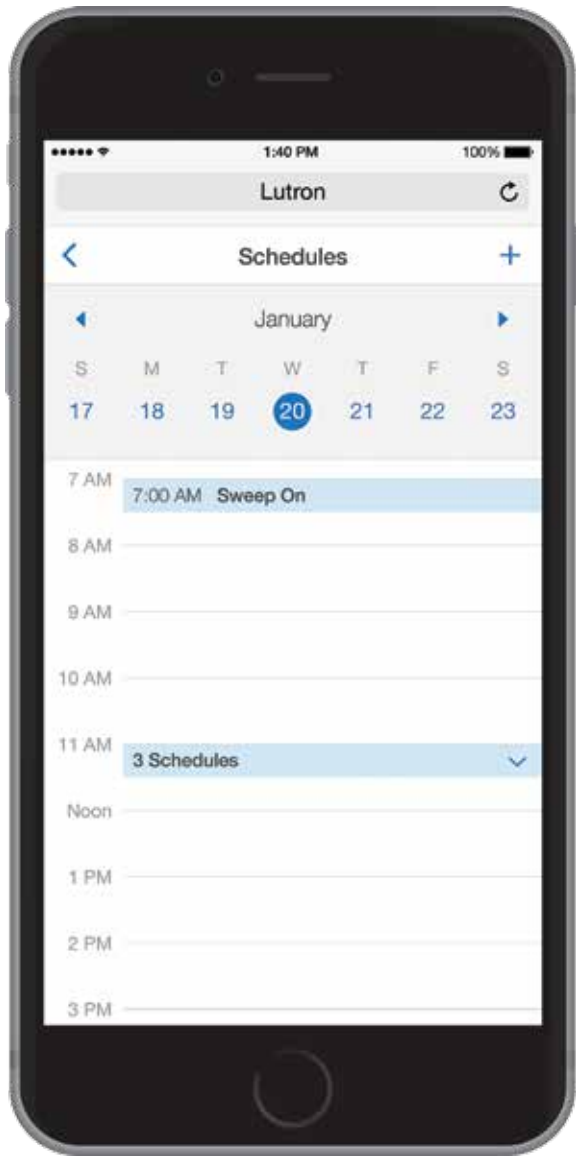 1:40 PM 100%
Lutron
Schedules +
January
S M T W T F S
17 18 19 20 21 22 23
7 AM
7:00 AM Sweep On
8 AM
9 AM
10 AM
11 AM
3 Schedules
Noon
1 PM
2 PM
3 PM